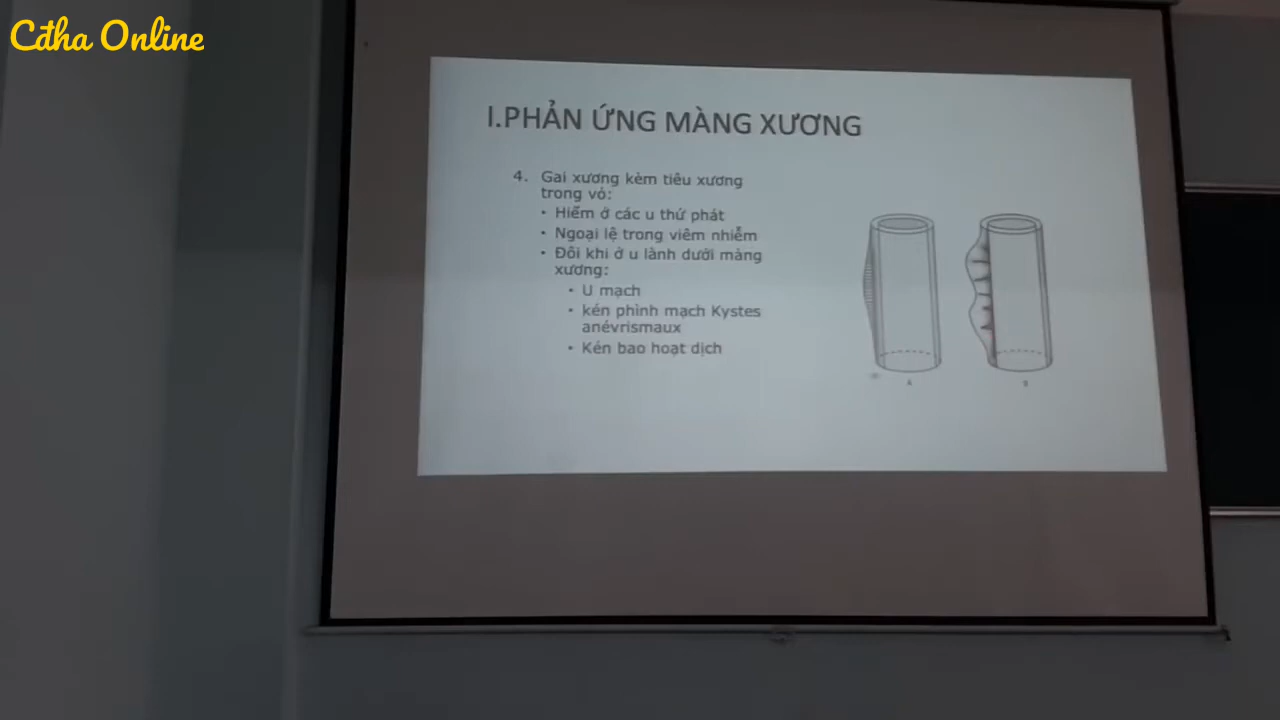 Cđha Online
I.PHẢN ỨNG MÀNG XƯƠNG
4. Gai xương kèm tiêu xương
trong vỏ:
• Hiếm ở các u thứ phát
• Ngoại lệ trong viêm nhiễm
• Đôi khi ở u lành dưới màng
xương:
• U mạch
• kén phình mạch Kystes
anévrismaux
• Kén bao hoạt dịch
A
B